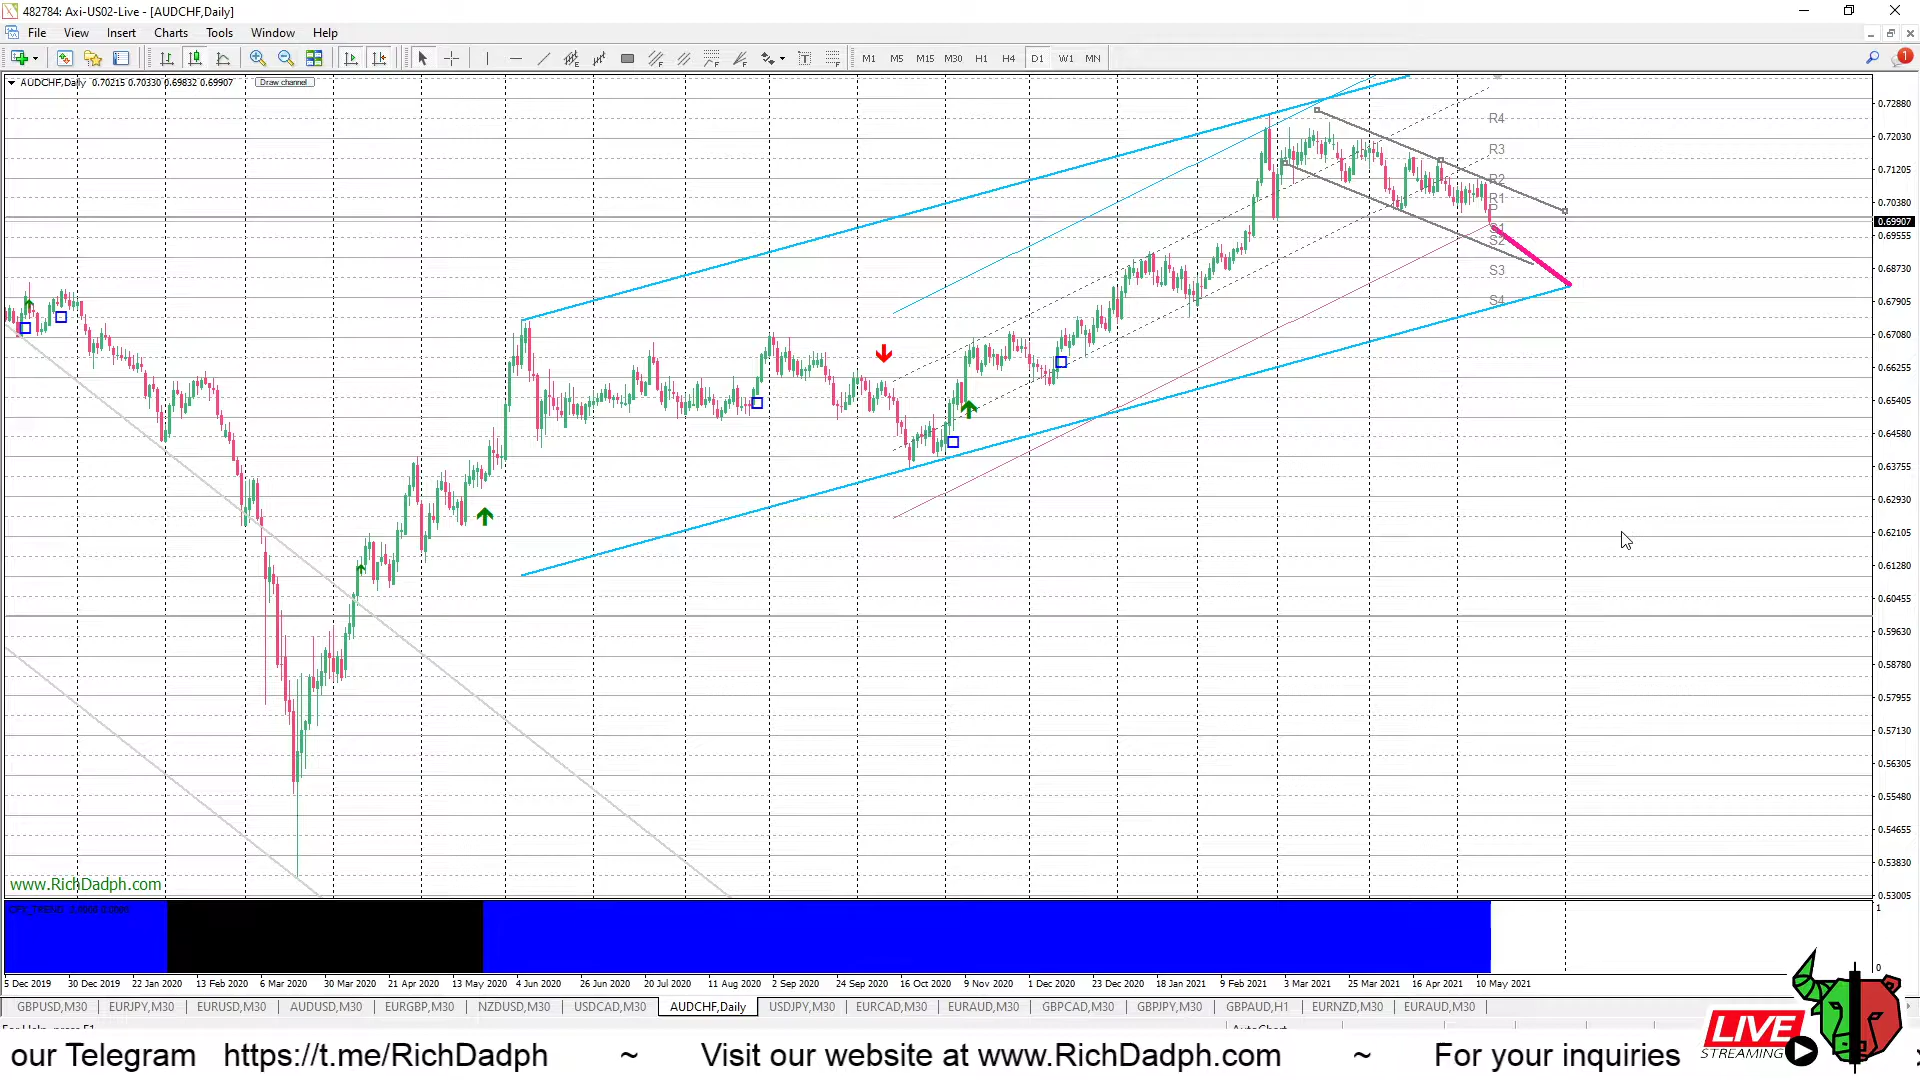 482784: Axi-US02-Live - [AUDCHF,Daily]
File View Insert Charts Tools Window Help
M1 M5 M15 M30 H1 H4 D1 W1 MN
1
AUDCHF,Daily 0.70215 0.70330 0.69832 0.69907
Draw channel
R4
R3
R2
R1
P
S1
S2
S3
S4
0.72880
0.72030
0.71205
0.70380
0.69907
0.69555
0.68730
0.67905
0.67080
0.66255
0.65405
0.64580
0.63755
0.62930
0.62105
0.61280
0.60455
0.59630
0.58780
0.57955
0.57130
0.56305
0.55480
0.54655
0.53830
0.53005
www.RichDadph.com
1
0
5 Dec 2019 30 Dec 2019 22 Jan 2020 13 Feb 2020 6 Mar 2020 30 Mar 2020 21 Apr 2020 13 May 2020 4 Jun 2020 26 Jun 2020 20 Jul 2020 11 Aug 2020 2 Sep 2020 24 Sep 2020 16 Oct 2020 9 Nov 2020 1 Dec 2020 23 Dec 2020 18 Jan 2021 9 Feb 2021 3 Mar 2021 25 Mar 2021 16 Apr 2021 10 May 2021
GBPUSD,M30 EURJPY,M30 EURUSD,M30 AUDUSD,M30 EURGBP,M30 NZDUSD,M30 USDCAD,M30 AUDCHF,Daily USDJPY,M30 EURCAD,M30 EURAUD,M30 GBPCAD,M30 GBPJPY,M30 GBPAUD,H1 EURNZD,M30 EURAUD,M30
our Telegram https://t.me/RichDadph ~ Visit our website at www.RichDadph.com ~ For your inquiries
LIVE
STREAMING